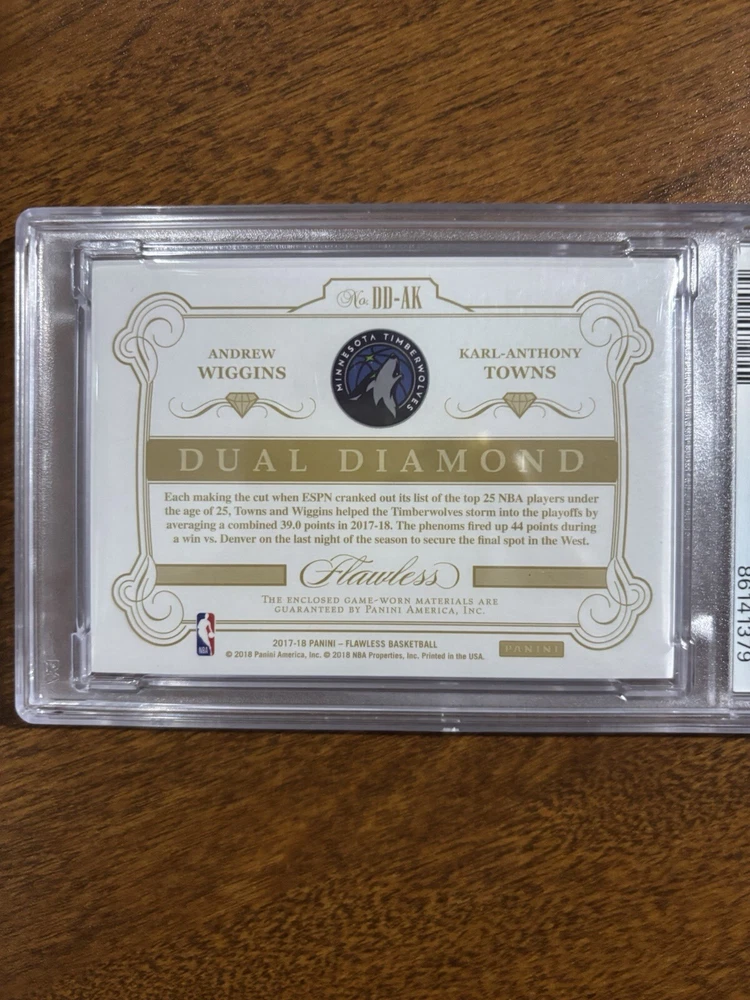 No. DD-AK
ANDREW
WIGGINS
MINNESOTA TIMBERWOLVES
KARL-ANTHONY
TOWNS
DUAL DIAMOND
Each making the cut when ESPN cranked out its list of the top 25 NBA players under
the age of 25, Towns and Wiggins helped the Timberwolves storm into the playoffs by
averaging a combined 39.0 points in 2017-18. The phenoms fired up 44 points during
a win vs. Denver on the last night of the season to secure the final spot in the West.
Flawless
THE ENCLOSED GAME-WORN MATERIALS ARE
GUARANTEED BY PANINI AMERICA, INC.
NBA
2017-18 PANINI – FLAWLESS BASKETBALL
© 2018 Panini America, Inc. © 2018 NBA Properties, Inc. Printed in the USA.
PANINI
86141379